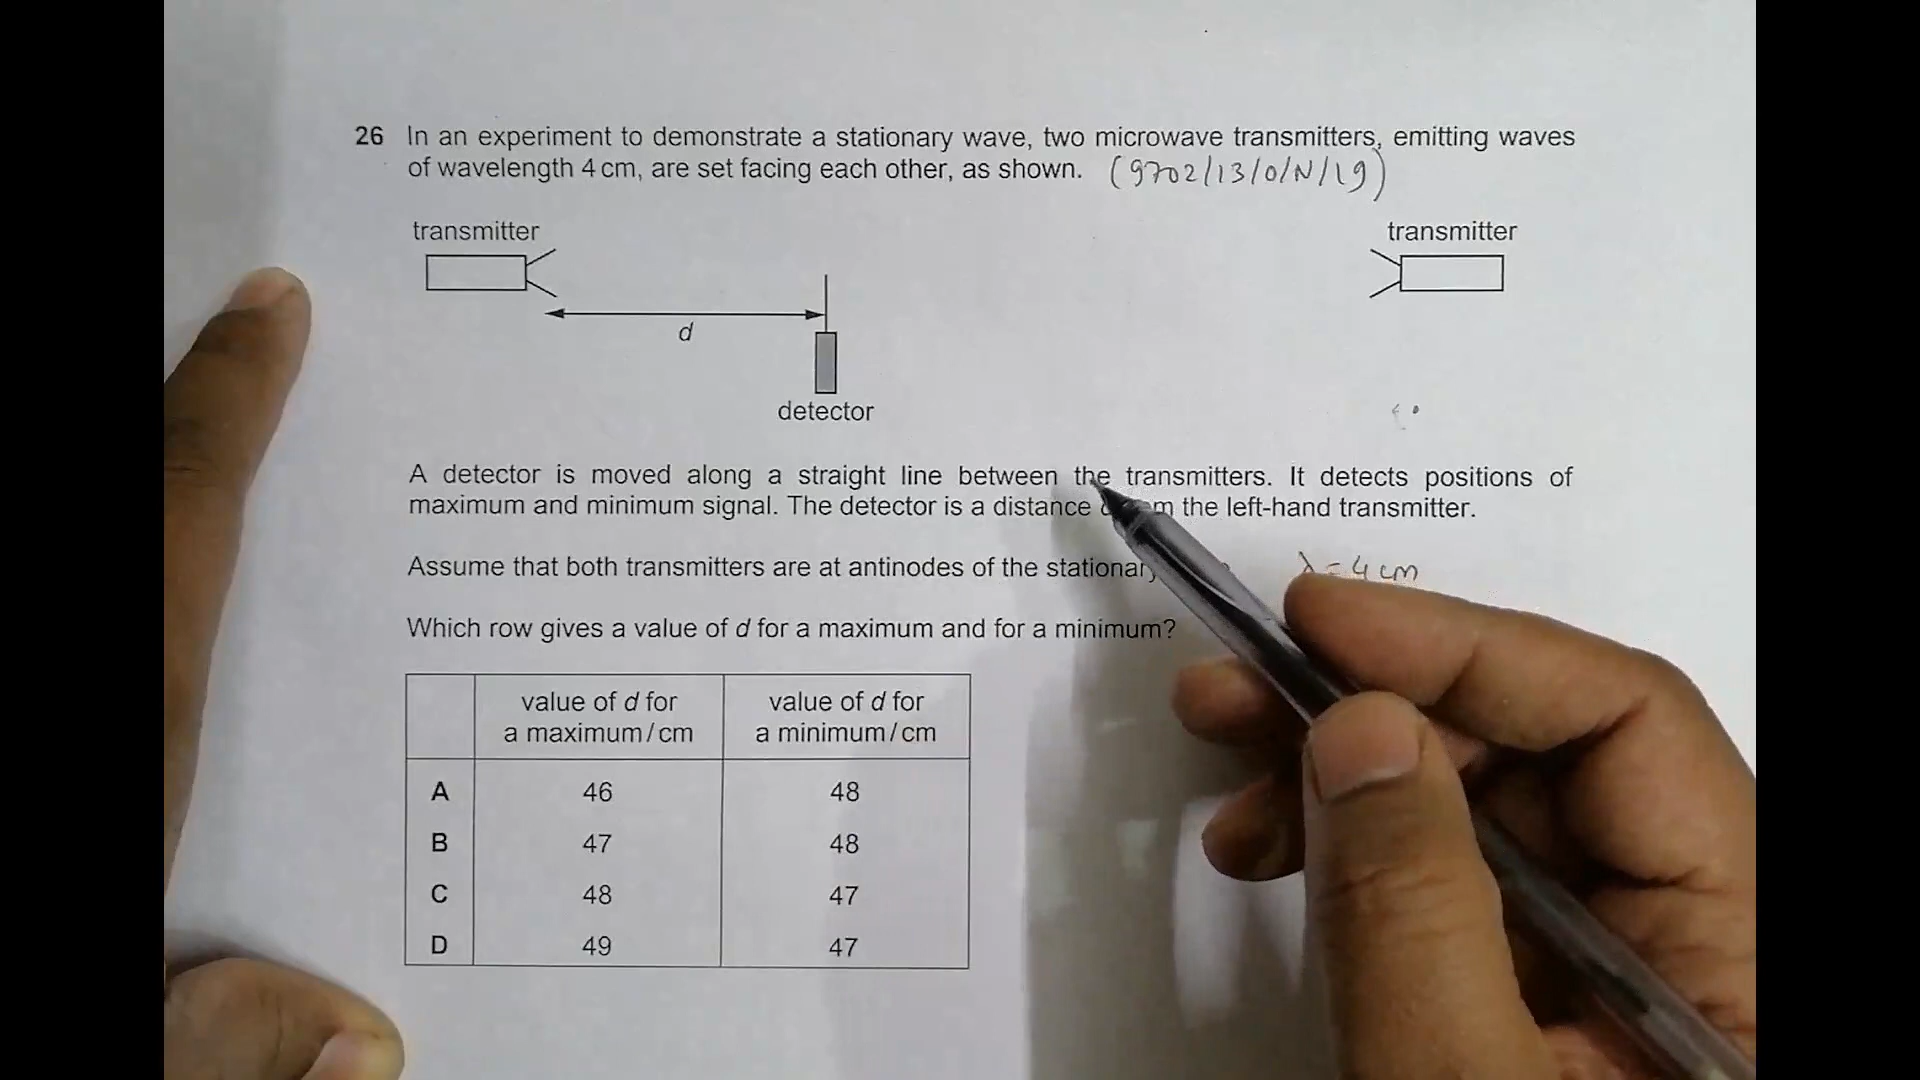 26 In an experiment to demonstrate a stationary wave, two microwave transmitters, emitting waves
of wavelength 4 cm, are set facing each other, as shown. (9702/13/O/N/19)
transmitter
transmitter
d
detector
A detector is moved along a straight line between the transmitters. It detects positions of
maximum and minimum signal. The detector is a distance the left-hand transmitter.
Assume that both transmitters are at antinodes of the λ = 4 cm
Which row gives a value of d for a maximum and for a minimum?
value of d for value of d for
a maximum / cm a minimum / cm
A 46 48
B 47 48
C 48 47
D 49 47